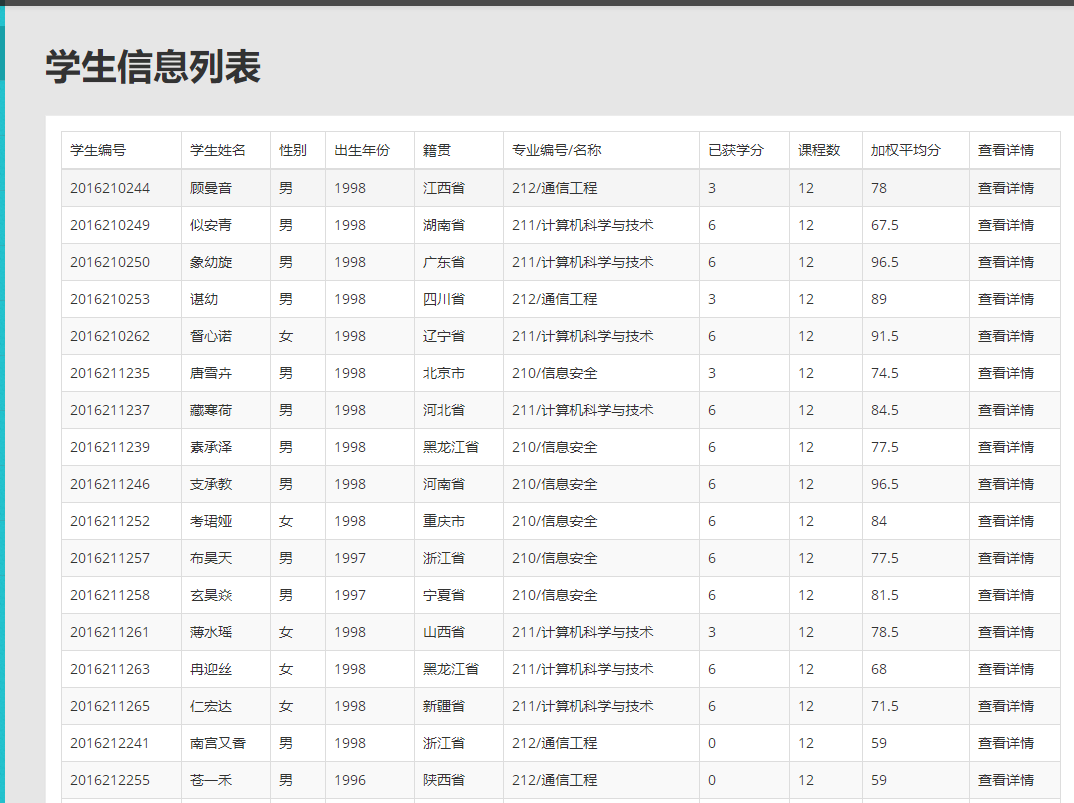 学生信息列表
学生编号 学生姓名 性别 出生年份 籍贯 专业编号/名称 已获学分 课程数 加权平均分 查看详情
2016210244 顾曼音 男 1998 江西省 212/通信工程 3 12 78 查看详情
2016210249 似安青 男 1998 湖南省 211/计算机科学与技术 6 12 67.5 查看详情
2016210250 象幼旋 男 1998 广东省 211/计算机科学与技术 6 12 96.5 查看详情
2016210253 谌幼 男 1998 四川省 212/通信工程 3 12 89 查看详情
2016210262 督心诺 女 1998 辽宁省 211/计算机科学与技术 6 12 91.5 查看详情
2016211235 唐雪卉 男 1998 北京市 210/信息安全 3 12 74.5 查看详情
2016211237 藏寒荷 男 1998 河北省 211/计算机科学与技术 6 12 84.5 查看详情
2016211239 素承泽 男 1998 黑龙江省 210/信息安全 6 12 77.5 查看详情
2016211246 支承教 男 1998 河南省 210/信息安全 6 12 96.5 查看详情
2016211252 考珺娅 女 1998 重庆市 210/信息安全 6 12 84 查看详情
2016211257 布昊天 男 1997 浙江省 210/信息安全 6 12 77.5 查看详情
2016211258 玄昊焱 男 1997 宁夏省 210/信息安全 6 12 81.5 查看详情
2016211261 薄水瑶 女 1998 山西省 211/计算机科学与技术 3 12 78.5 查看详情
2016211263 冉迎丝 女 1998 黑龙江省 211/计算机科学与技术 6 12 68 查看详情
2016211265 仁宏达 女 1998 新疆省 211/计算机科学与技术 6 12 71.5 查看详情
2016212241 南宫又香 男 1998 浙江省 212/通信工程 0 12 59 查看详情
2016212255 苍一禾 男 1996 陕西省 212/通信工程 0 12 59 查看详情